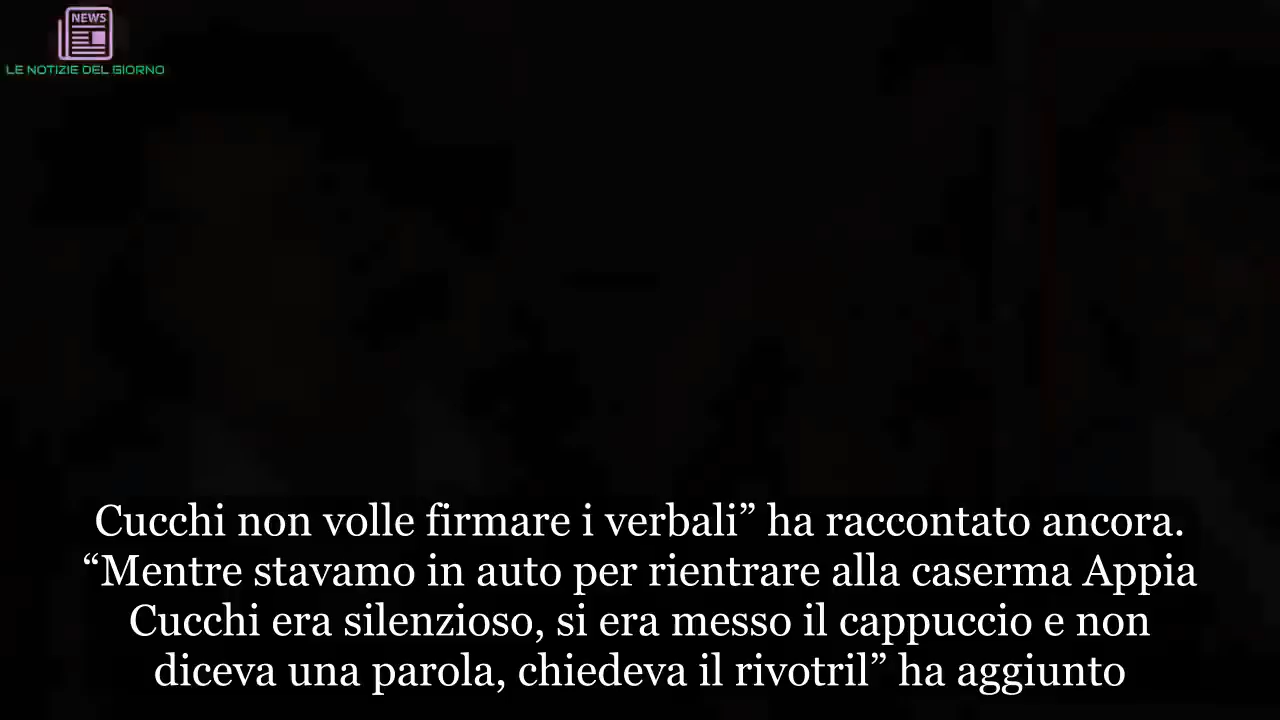 NEWS
LE NOTIZIE DEL GIORNO
Cucchi non volle firmare i verbali” ha raccontato ancora.
“Mentre stavamo in auto per rientrare alla caserma Appia
Cucchi era silenzioso, si era messo il cappuccio e non
diceva una parola, chiedeva il rivotril” ha aggiunto